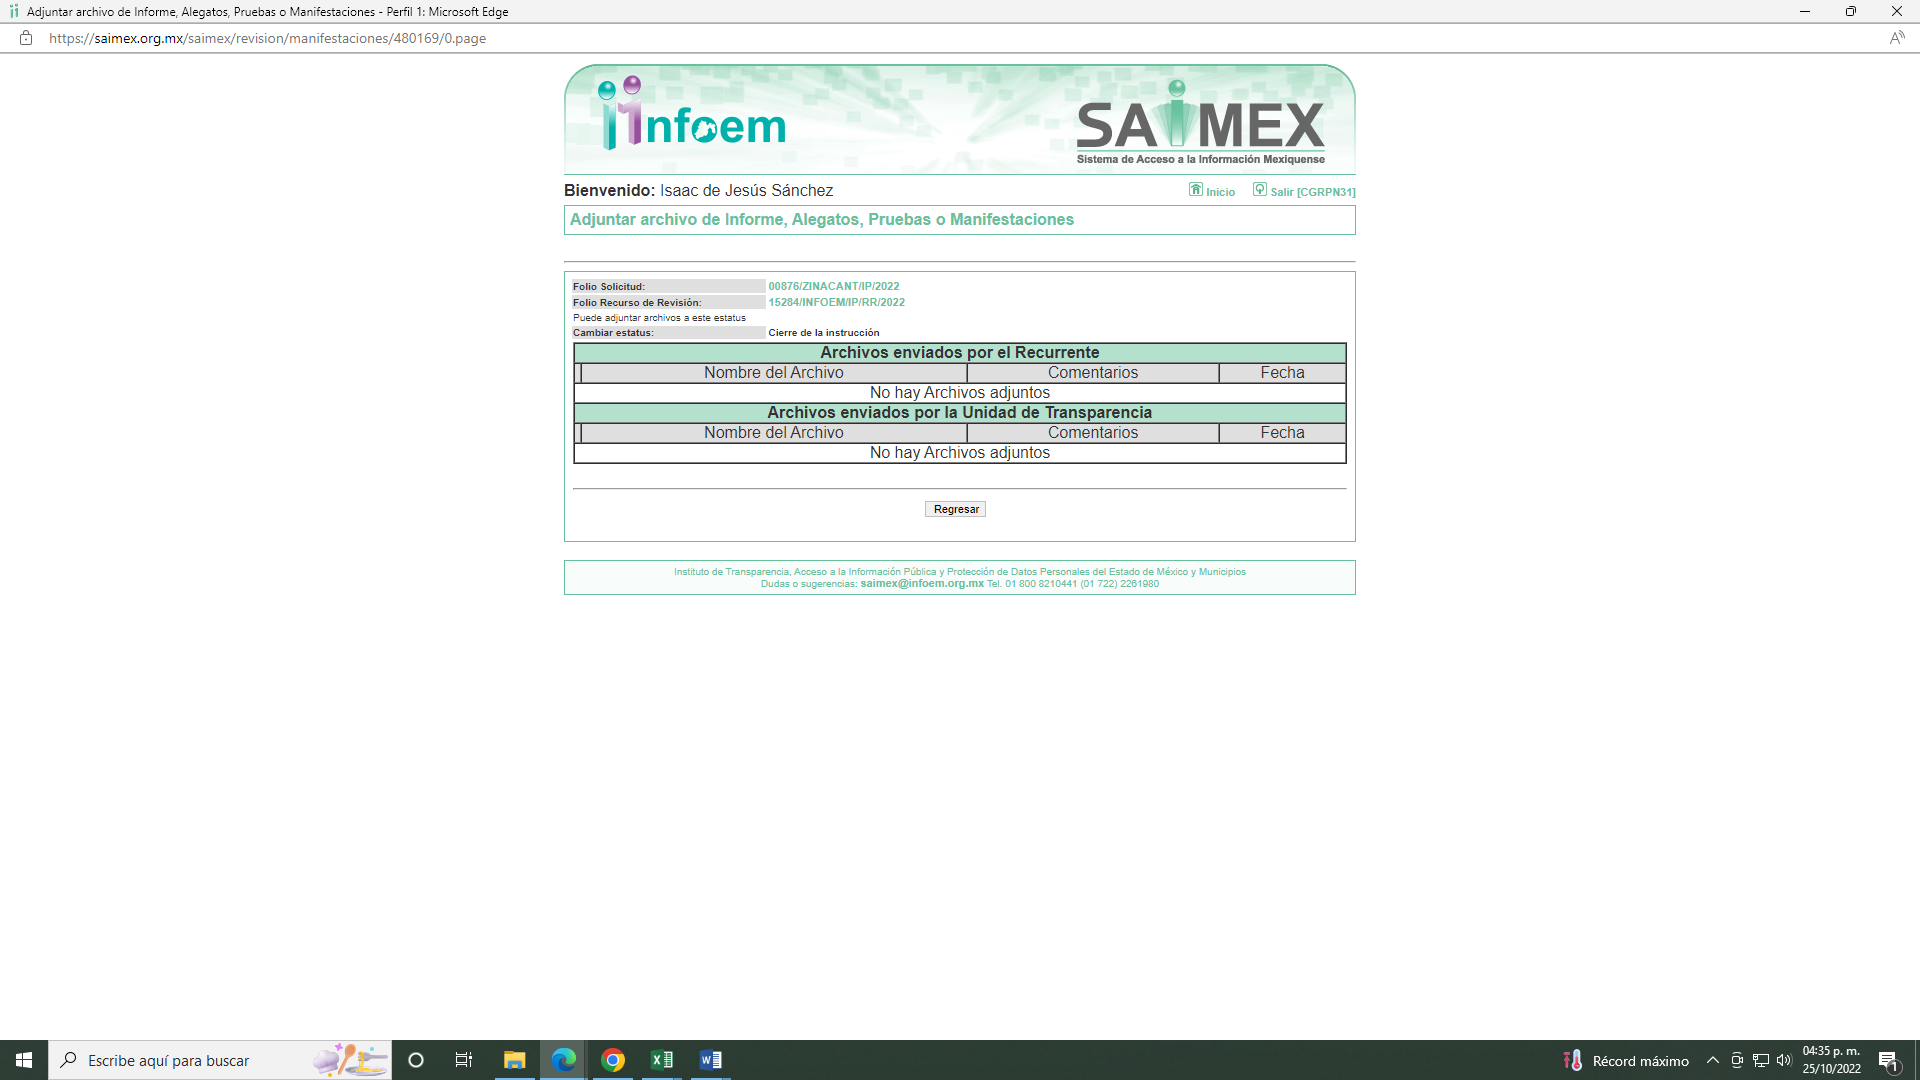 Adjuntar archivo de Informe, Alegatos, Pruebas o Manifestaciones - Perfil 1: Microsoft Edge
https://saimex.org.mx/saimex/revision/manifestaciones/480169/0.page
infoem
SAIMEX
Sistema de Acceso a la Información Mexiquense
Bienvenido: Isaac de Jesús Sánchez
Inicio
Salir [CGRPN31]
Adjuntar archivo de Informe, Alegatos, Pruebas o Manifestaciones
Folio Solicitud: 00876/ZINACANT/IP/2022
Folio Recurso de Revisión: 15284/INFOEM/IP/RR/2022
Puede adjuntar archivos a este estatus
Cambiar estatus: Cierre de la instrucción
Archivos enviados por el Recurrente
Nombre del Archivo Comentarios Fecha
No hay Archivos adjuntos
Archivos enviados por la Unidad de Transparencia
Nombre del Archivo Comentarios Fecha
No hay Archivos adjuntos
Regresar
Instituto de Transparencia, Acceso a la Información Pública y Protección de Datos Personales del Estado de México y Municipios
Dudas o sugerencias: saimex@infoem.org.mx Tel. 01 800 8210441 (01 722) 2261980
Escribe aquí para buscar
Récord máximo
04:35 p. m.
25/10/2022
1